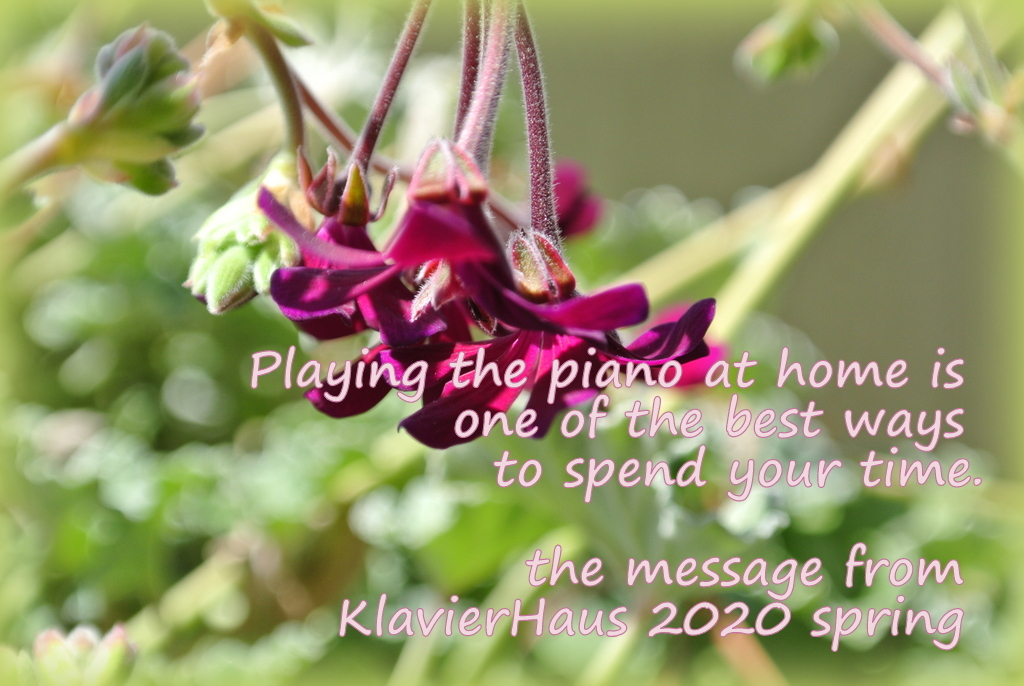 Playing the piano at home is
one of the best ways
to spend your time.
the message from
KlavierHaus 2020 spring